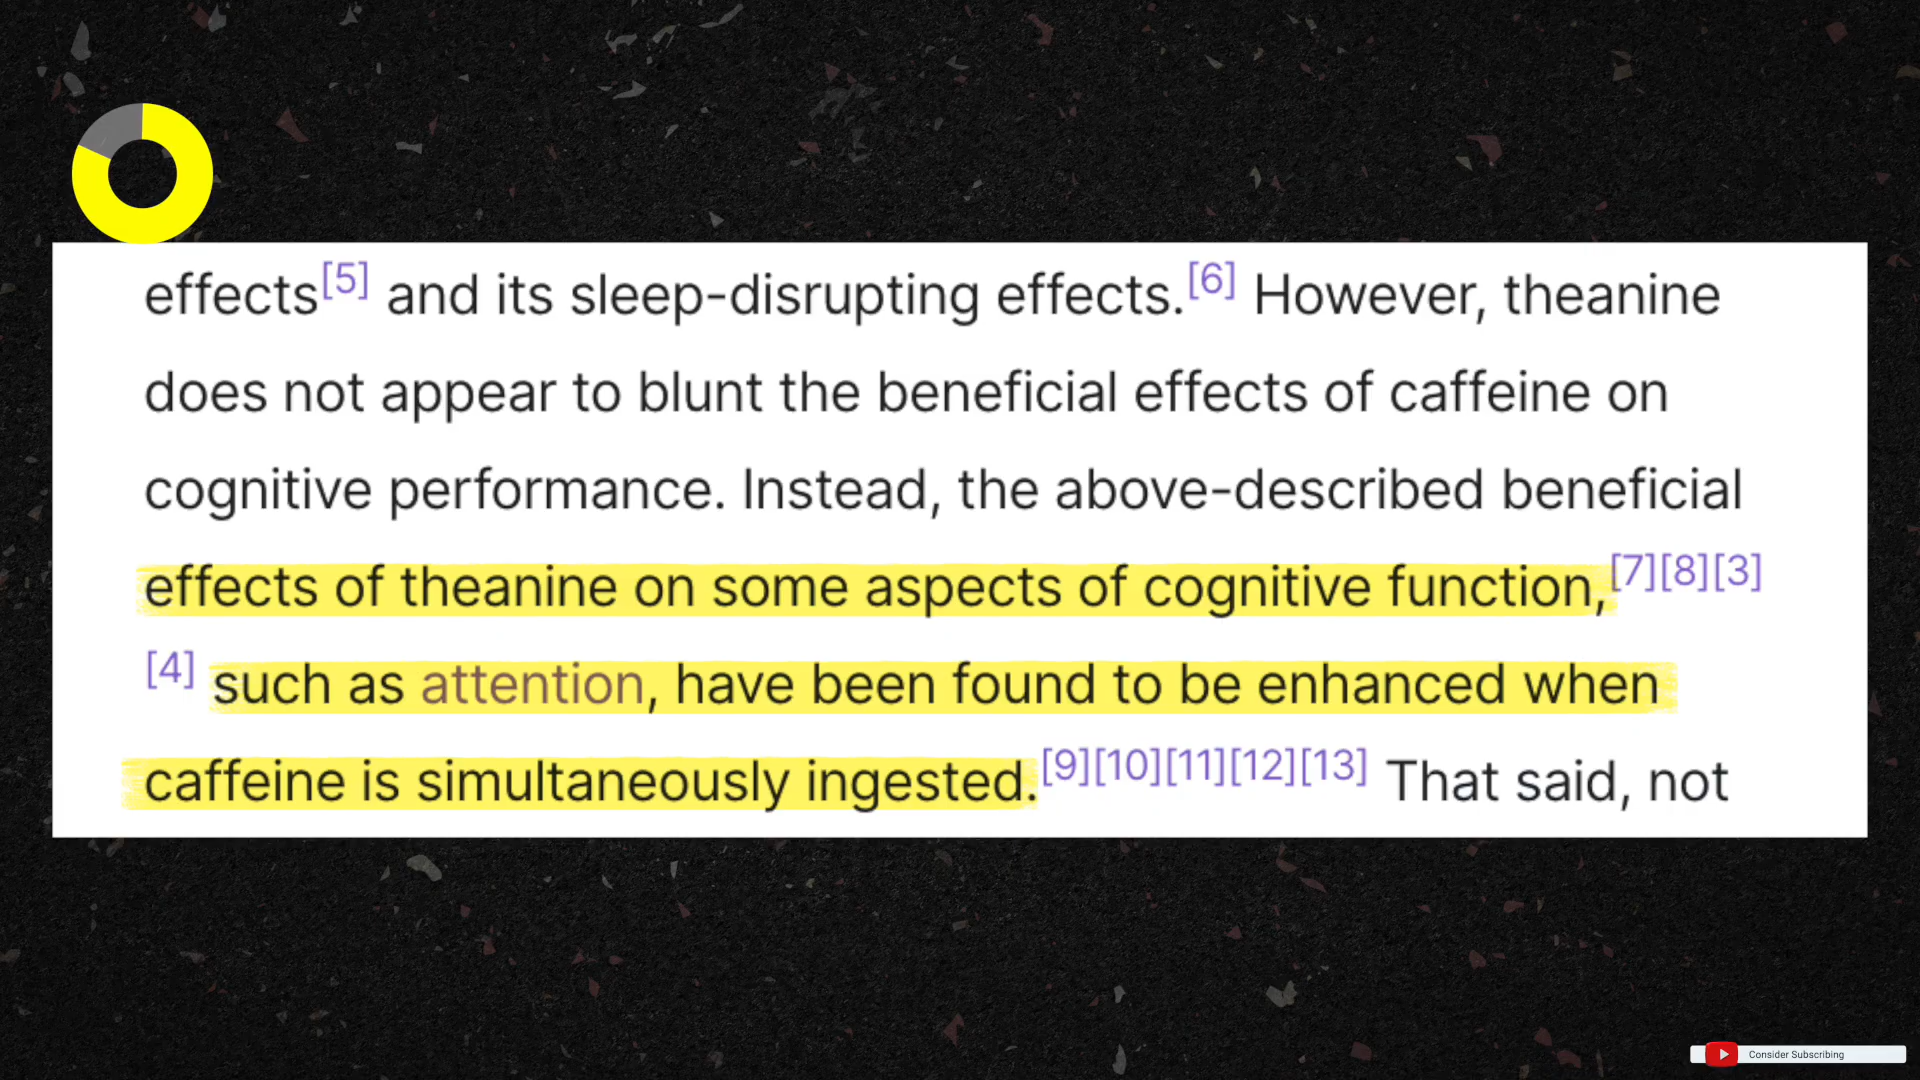 effects[5] and its sleep-disrupting effects.[6] However, theanine
does not appear to blunt the beneficial effects of caffeine on
cognitive performance. Instead, the above-described beneficial
effects of theanine on some aspects of cognitive function,[7][8][3]
[4] such as attention, have been found to be enhanced when
caffeine is simultaneously ingested.[9][10][11][12][13] That said, not
Consider Subscribing